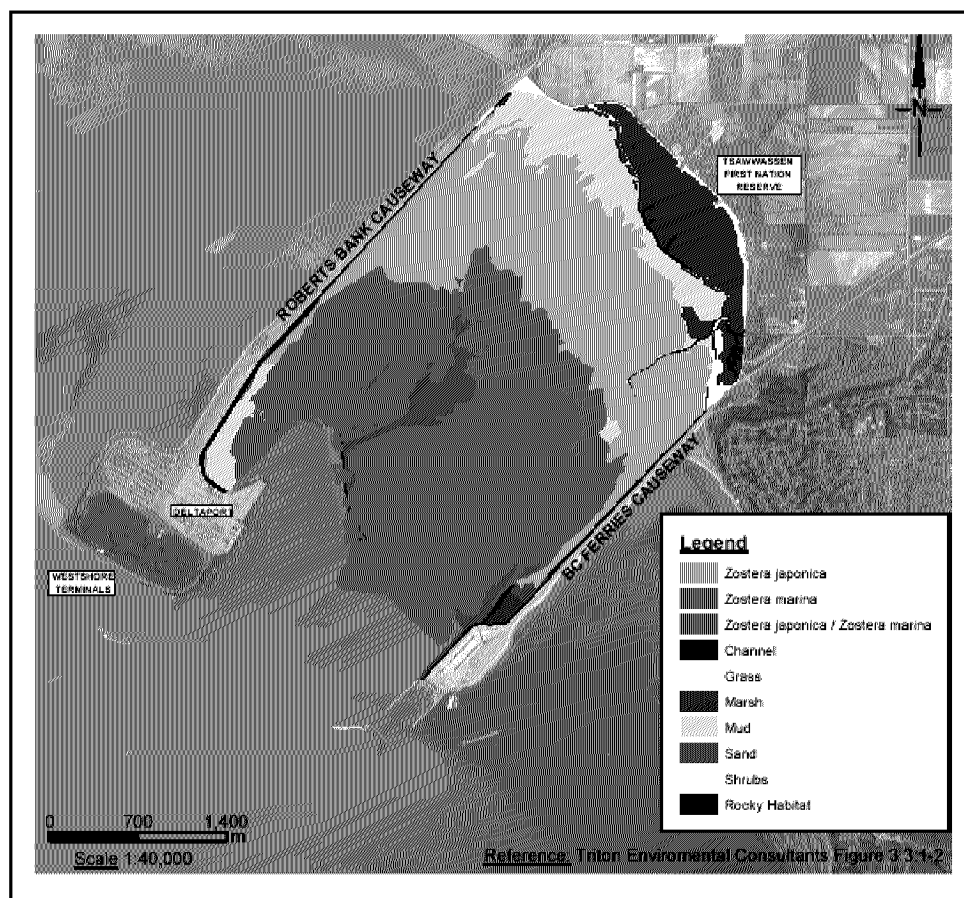 N
TSAWWASSEN
FIRST NATION
RESERVE
ROBERTS BANK CAUSEWAY
DELTAPORT
WESTSHORE
TERMINALS
BC FERRIES CAUSEWAY
Legend
Zostera japonica
Zostera marina
Zostera japonica / Zostera marina
Channel
Grass
Marsh
Mud
Sand
Shrubs
Rocky Habitat
0 700 1,400
m
Scale 1:40,000
Reference: Triton Enviromental Consultants Figure 3.3.1-2